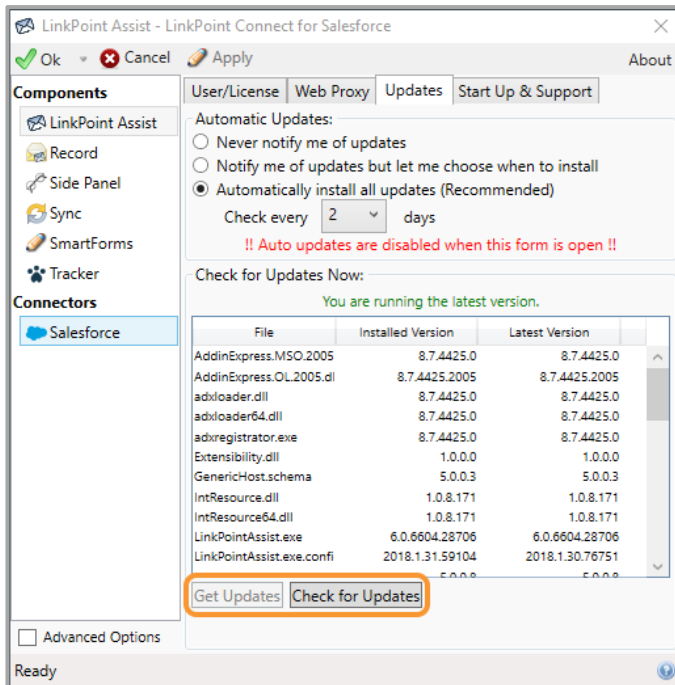 LinkPoint Assist - LinkPoint Connect for Salesforce
Ok Cancel Apply About
Components
LinkPoint Assist
Record
Side Panel
Sync
SmartForms
Tracker
Connectors
Salesforce
User/License Web Proxy Updates Start Up & Support
Automatic Updates:
Never notify me of updates
Notify me of updates but let me choose when to install
Automatically install all updates (Recommended)
Check every 2 days
!! Auto updates are disabled when this form is open !!
Check for Updates Now:
You are running the latest version.
File Installed Version Latest Version
AddinExpress.MSO.2005 8.7.4425.0 8.7.4425.0
AddinExpress.OL.2005.dl 8.7.4425.2005 8.7.4425.2005
adxloader.dll 8.7.4425.0 8.7.4425.0
adxloader64.dll 8.7.4425.0 8.7.4425.0
adxregistrator.exe 8.7.4425.0 8.7.4425.0
Extensibility.dll 1.0.0.0 1.0.0.0
GenericHost.schema 5.0.0.3 5.0.0.3
IntResource.dll 1.0.8.171 1.0.8.171
IntResource64.dll 1.0.8.171 1.0.8.171
LinkPointAssist.exe 6.0.6604.28706 6.0.6604.28706
LinkPointAssist.exe.confi 2018.1.31.59104 2018.1.30.76751
Get Updates Check for Updates
Advanced Options
Ready